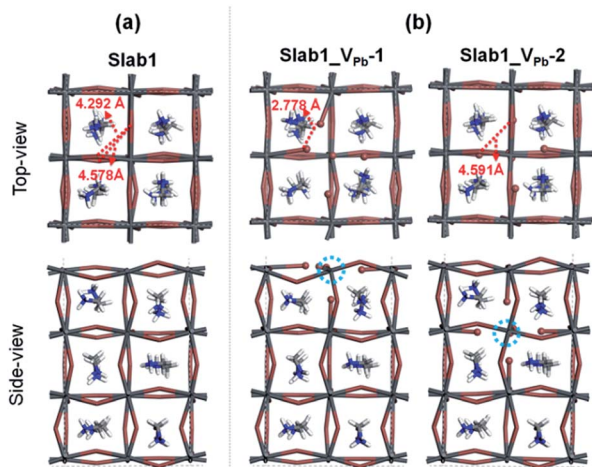 (a)
(b)
Slab1
Slab1_VPb-1
Slab1_VPb-2
Top-view
4.292 Å
4.578Å
2.778 Å
4.591Å
Side-view